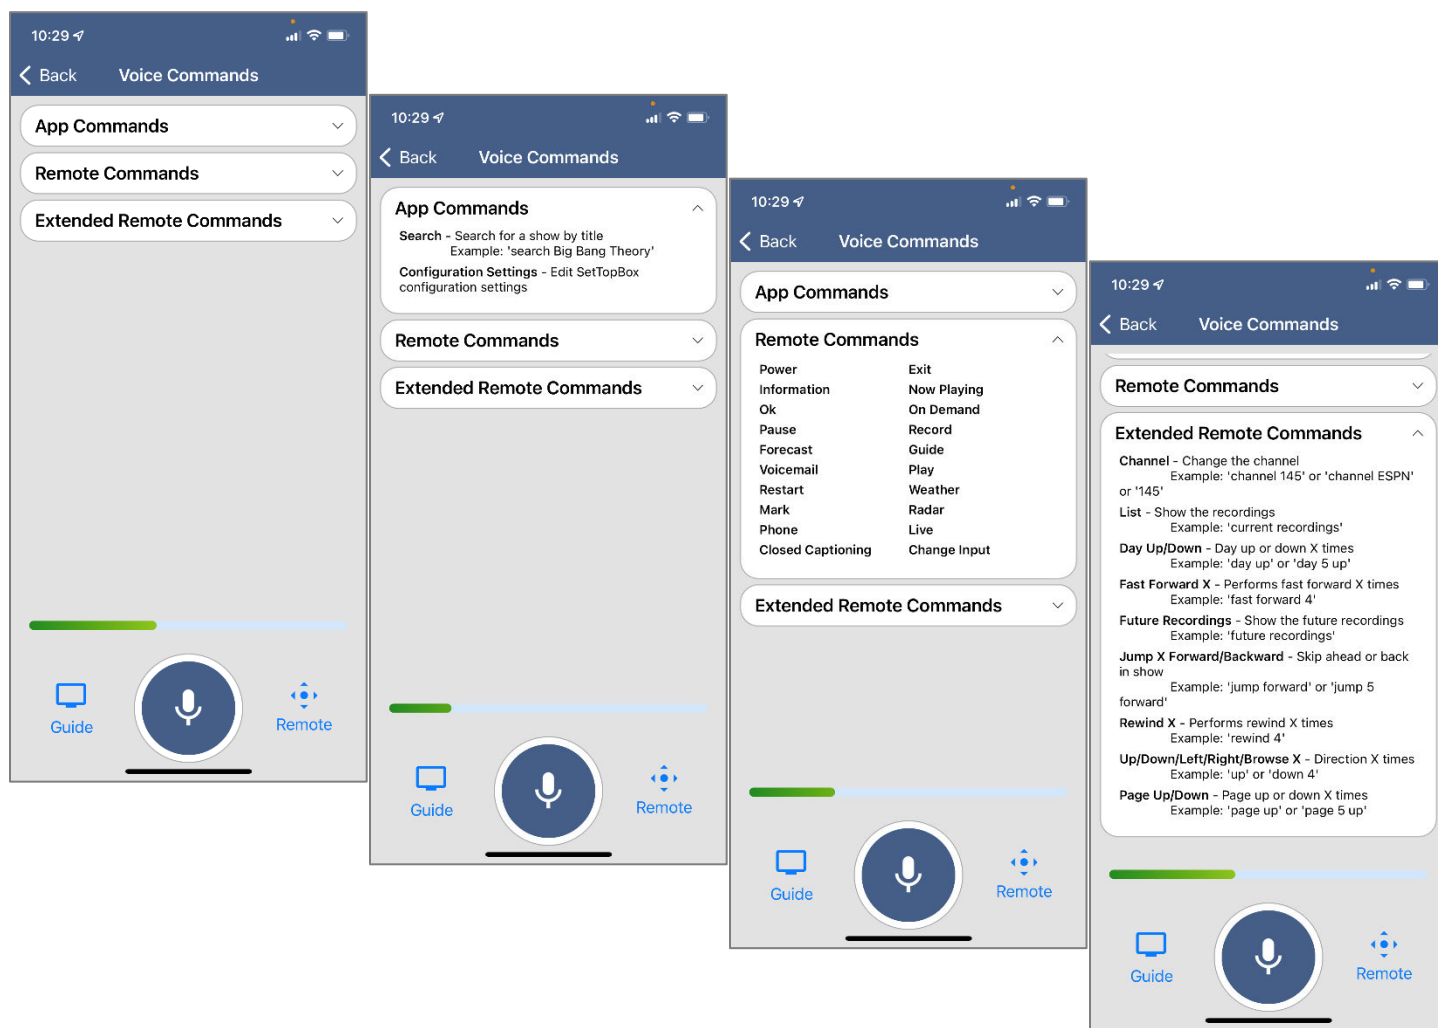 10:29
Back Voice Commands
App Commands
Remote Commands
Extended Remote Commands
Guide
Remote
10:29
Back Voice Commands
App Commands
Search - Search for a show by title
Example: 'search Big Bang Theory'
Configuration Settings - Edit SetTopBox
configuration settings
Remote Commands
Extended Remote Commands
Guide
Remote
10:29
Back Voice Commands
App Commands
Remote Commands
Power Exit
Information Now Playing
Ok On Demand
Pause Record
Forecast Guide
Voicemail Play
Restart Weather
Mark Radar
Phone Live
Closed Captioning Change Input
Extended Remote Commands
Guide
Remote
10:29
Back Voice Commands
Remote Commands
Extended Remote Commands
Channel - Change the channel
Example: 'channel 145' or 'channel ESPN'
or '145'
List - Show the recordings
Example: 'current recordings'
Day Up/Down - Day up or down X times
Example: 'day up' or 'day 5 up'
Fast Forward X - Performs fast forward X times
Example: 'fast forward 4'
Future Recordings - Show the future recordings
Example: 'future recordings'
Jump X Forward/Backward - Skip ahead or back
in show
Example: 'jump forward' or 'jump 5
forward'
Rewind X - Performs rewind X times
Example: 'rewind 4'
Up/Down/Left/Right/Browse X - Direction X times
Example: 'up' or 'down 4'
Page Up/Down - Page up or down X times
Example: 'page up' or 'page 5 up'
Guide
Remote